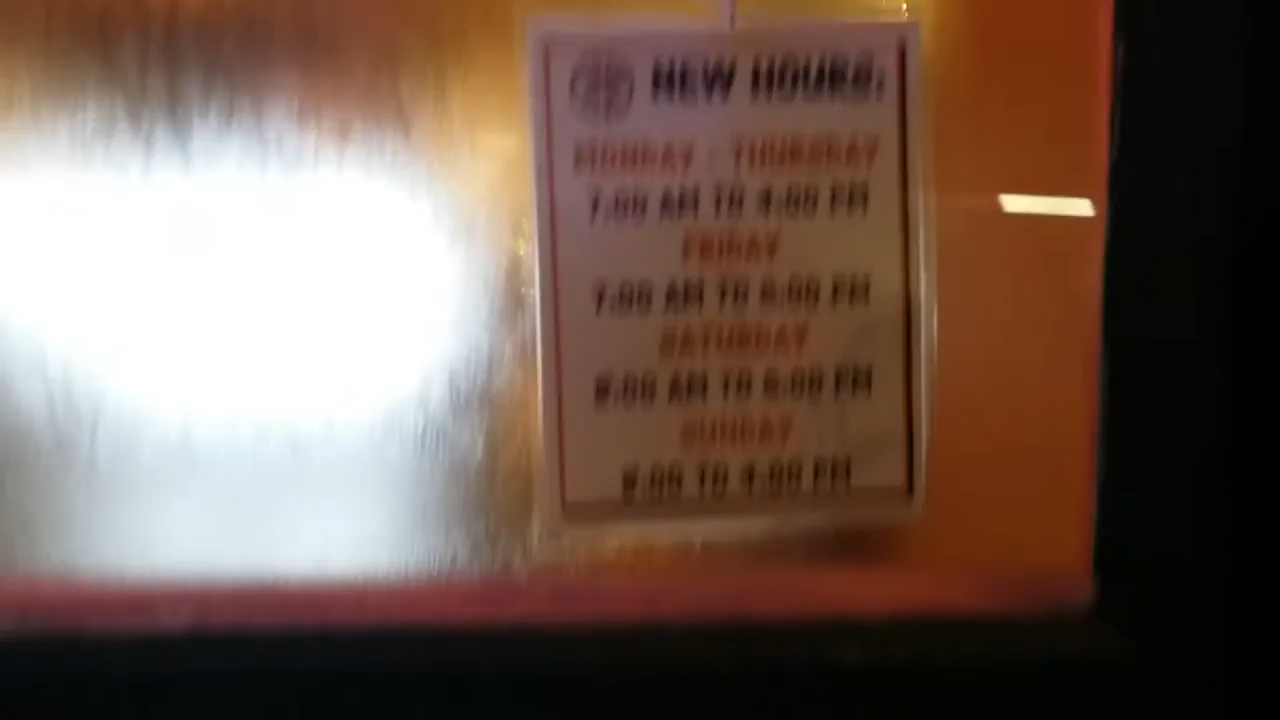 NEW HOURS:
MONDAY - THURSDAY
7:00 AM TO 4:00 PM
FRIDAY
7:00 AM TO 6:00 PM
SATURDAY
8:00 AM TO 6:00 PM
SUNDAY
8:00 TO 4:00 PM